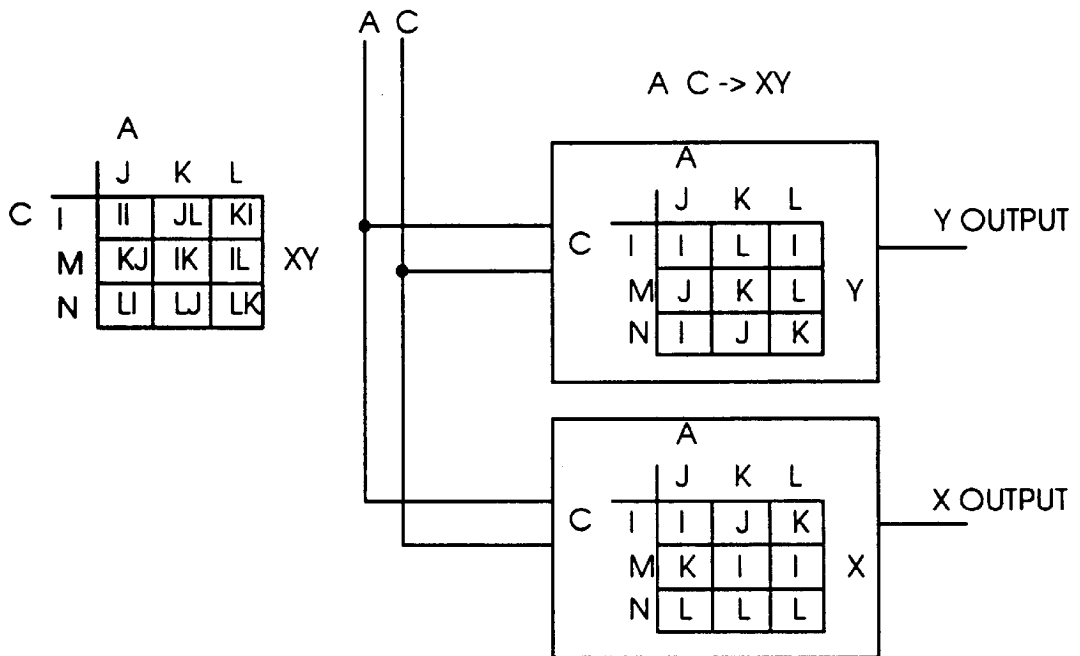 A C
A C -> XY
A
J K L
C I II JL KI
M KJ IK IL XY
N LI LJ LK
A
J K L
C I I L I
M J K L Y
N I J K
Y OUTPUT
A
J K L
C I I J K
M K I I X
N L L L
X OUTPUT